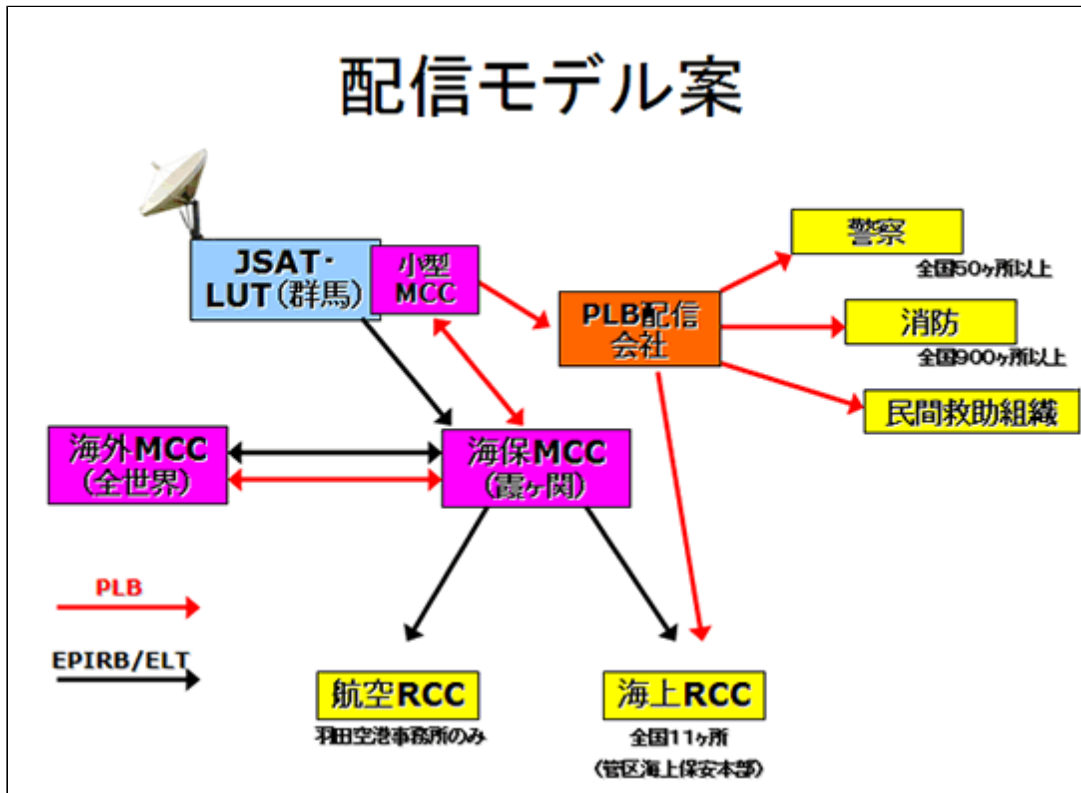 配信モデル案
JSAT・
LUT(群馬)
小型
MCC
PLB配信
会社
警察
全国50ヶ所以上
消防
全国900ヶ所以上
民間救助組織
海外MCC
(全世界)
海保MCC
(霞ヶ関)
PLB
EPIRB/ELT
航空RCC
羽田空港事務所のみ
海上RCC
全国11ヶ所
(管区海上保安本部)